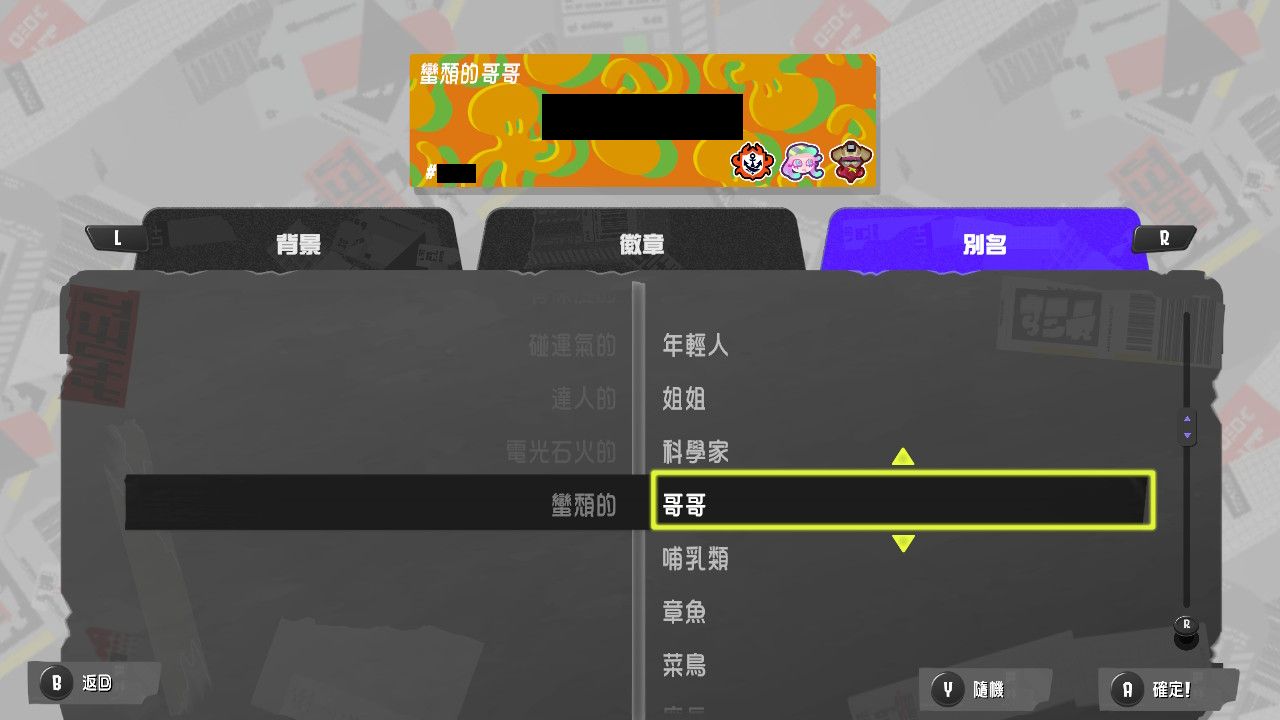 蠻頹的哥哥
#
L
背景
徽章
別名
R
碰運氣的
年輕人
達人的
姐姐
電光石火的
科學家
蠻頹的
哥哥
哺乳類
章魚
菜鳥
R
B 返回
Y 隨機
A 確定!